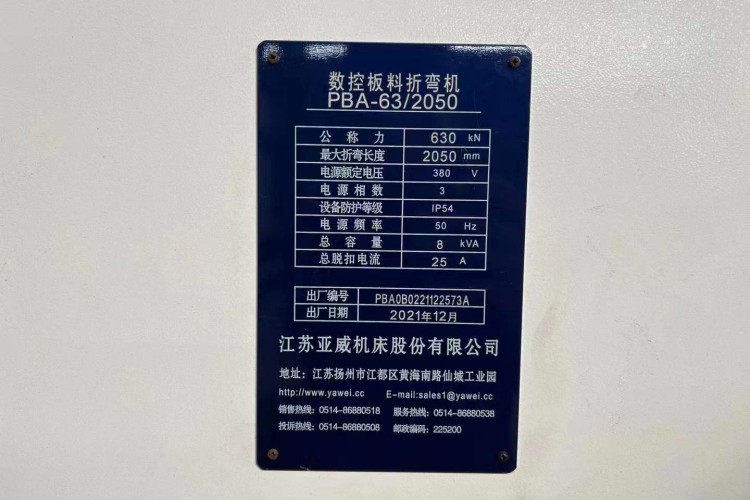 数控板料折弯机
PBA-63/2050
公称力 630 kN
最大折弯长度 2050 mm
电源额定电压 380 V
电源相数 3
设备防护等级 IP54
电源频率 50 Hz
总容量 8 kVA
总脱扣电流 25 A
出厂编号 PBA0B0221122573A
出厂日期 2021年12月
江苏亚威机床股份有限公司
地址：江苏扬州市江都区黄海南路仙城工业园
http://www.yawei.cc E-mail:sales1@yawei.cc
销售热线：0514-86880518 服务热线：0514-86880538
投诉热线：0514-86880508 邮政编码：225200